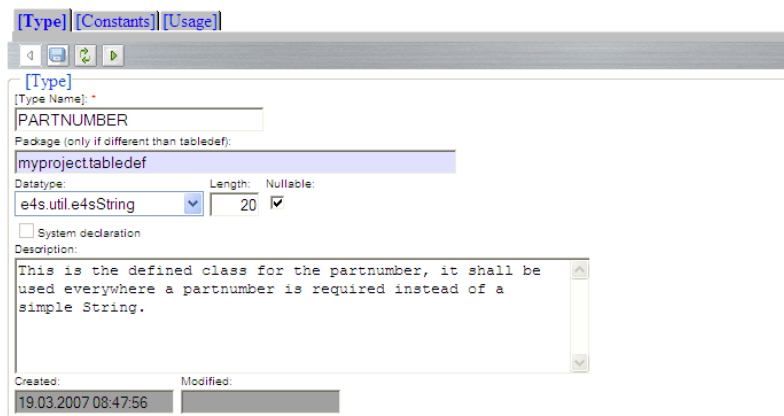 [Type] [Constants] [Usage]
[Type]
[Type Name]: *
PARTNUMBER
Package (only if different than tabledef):
myproject.tabledef
Datatype: Length: Nullable:
e4s.util.e4sString 20
System declaration
Description:
This is the defined class for the partnumber, it shall be
used everywhere a partnumber is required instead of a
simple String.
Created: Modified:
19.03.2007 08:47:56